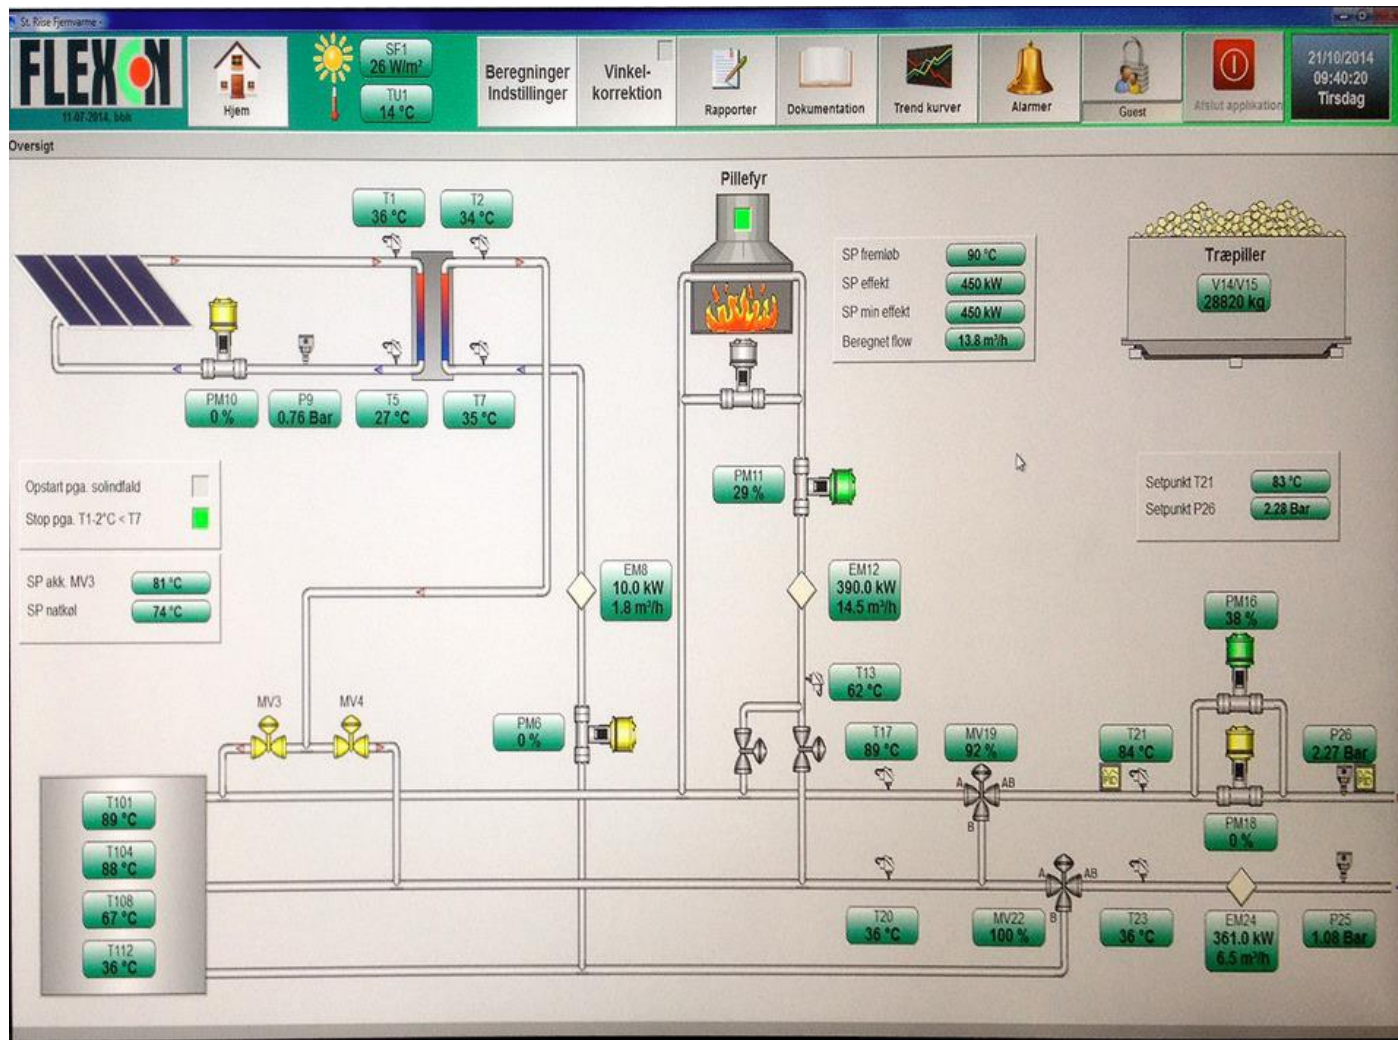 St. Rise Fjernvarme -
FLEXON
11-07-2014, bbh
Hjem
SF1
26 W/m²
TU1
14 °C
Beregninger
Indstillinger
Vinkel-
korrektion
Rapporter
Dokumentation
Trend kurver
Alarmer
Guest
Afslut applikation
21/10/2014
09:40:20
Tirsdag
Oversigt
T1
36 °C
T2
34 °C
Pillefyr
SP fremløb
90 °C
SP effekt
450 kW
SP min effekt
450 kW
Beregnet flow
13.8 m³/h
Træpiller
V14/V15
28820 kg
PM10
0 %
P9
0.76 Bar
T5
27 °C
T7
35 °C
Opstart pga. solindfald
Stop pga. T1-2°C < T7
PM11
29 %
Setpunkt T21
83 °C
Setpunkt P26
2.28 Bar
SP akk. MV3
81 °C
SP natkøl
74 °C
EM8
10.0 kW
1.8 m³/h
EM12
390.0 kW
14.5 m³/h
PM16
38 %
T13
62 °C
MV3
MV4
PM6
0 %
T17
89 °C
MV19
92 %
A
AB
B
T21
84 °C
PID
P26
2.27 Bar
PID
T101
89 °C
T104
88 °C
T108
67 °C
T112
36 °C
PM18
0 %
A
AB
B
T20
36 °C
MV22
100 %
T23
36 °C
EM24
361.0 kW
6.5 m³/h
P25
1.08 Bar